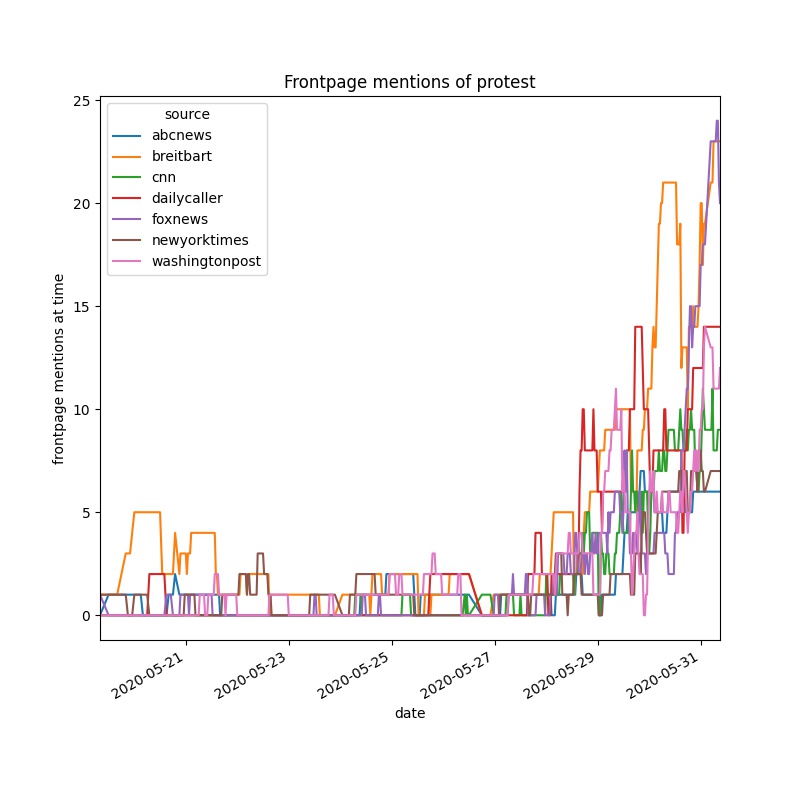 Frontpage mentions of protest
25
20
15
10
5
0
frontpage mentions at time
source
abcnews
breitbart
cnn
dailycaller
foxnews
newyorktimes
washingtonpost
2020-05-21
2020-05-23
2020-05-25
2020-05-27
2020-05-29
2020-05-31
date